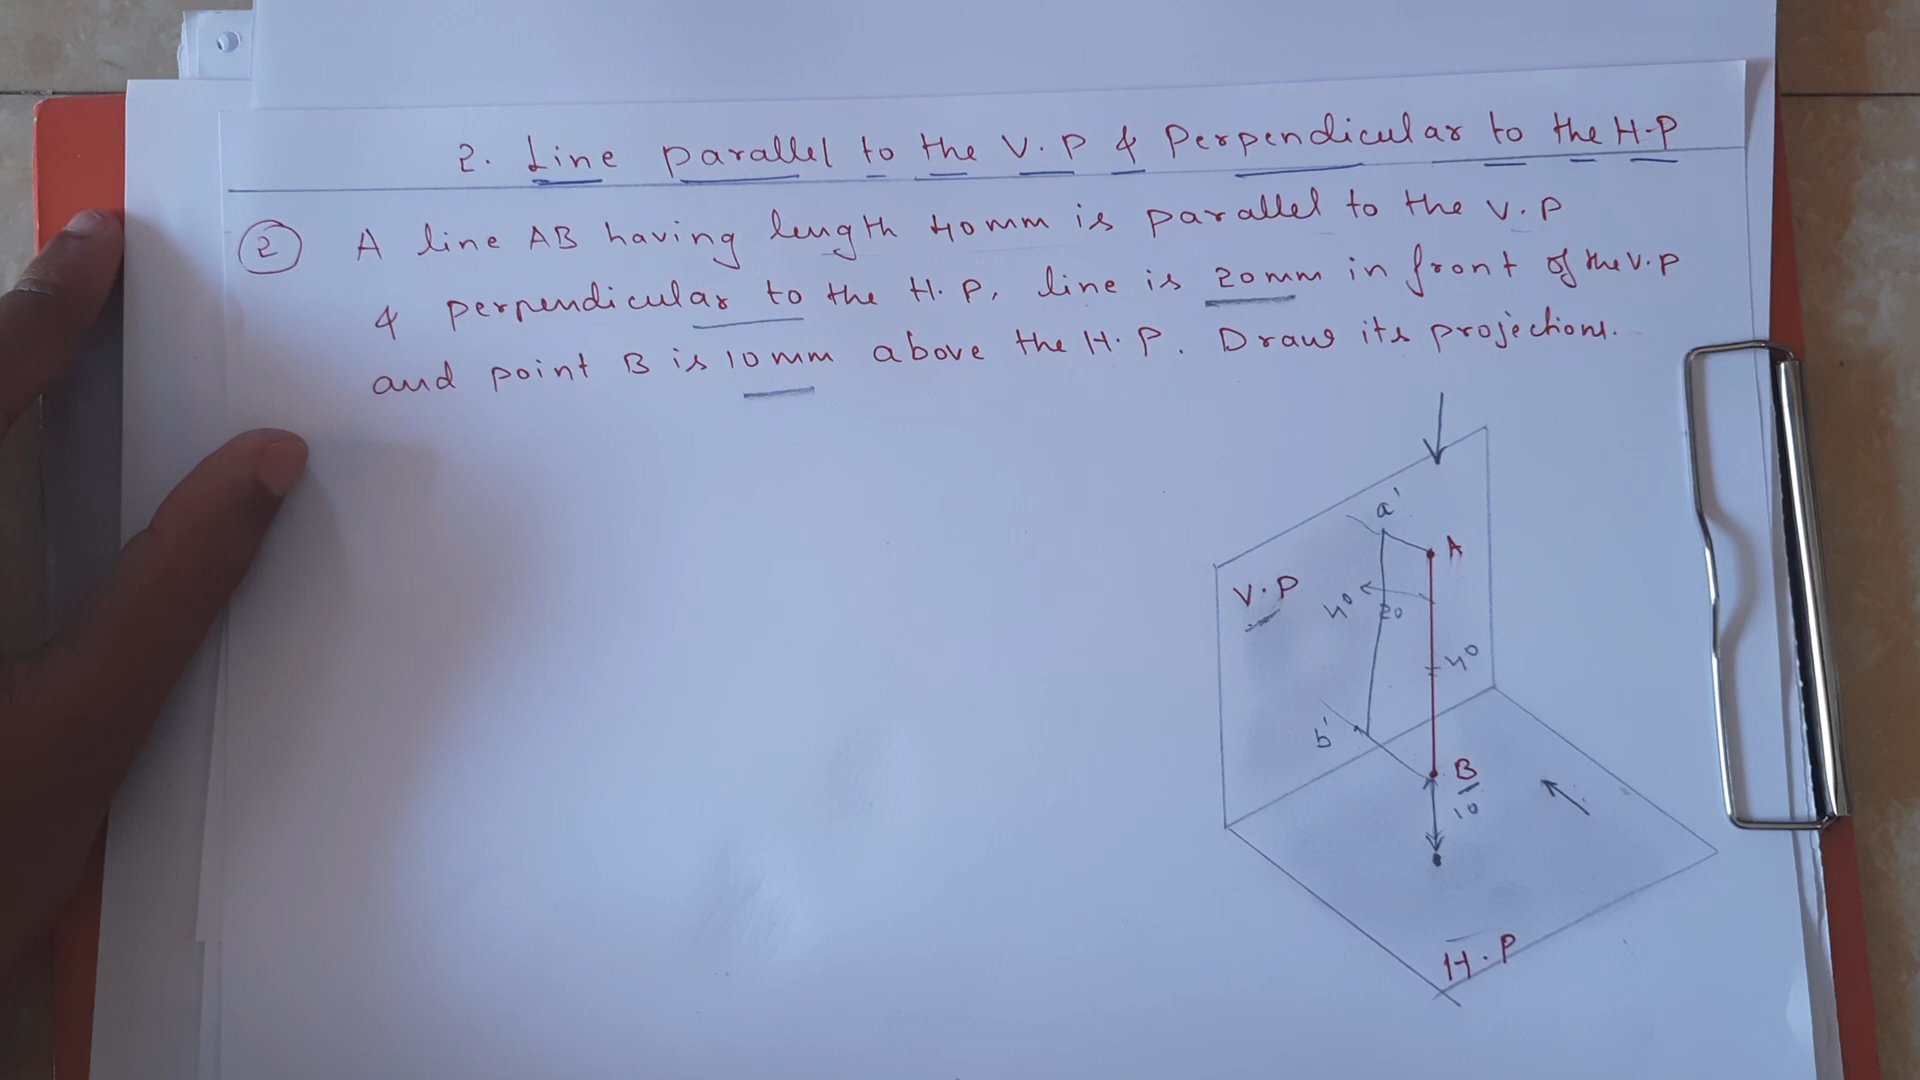 2. Line parallel to the V.P & Perpendicular to the H.P
2 A line AB having length 40mm is parallel to the V.P
& perpendicular to the H.P. line is 20mm in front of the V.P
and point B is 10mm above the H.P. Draw its projections.
a'
A
V.P
40
20
40
b'
B
10
H.P